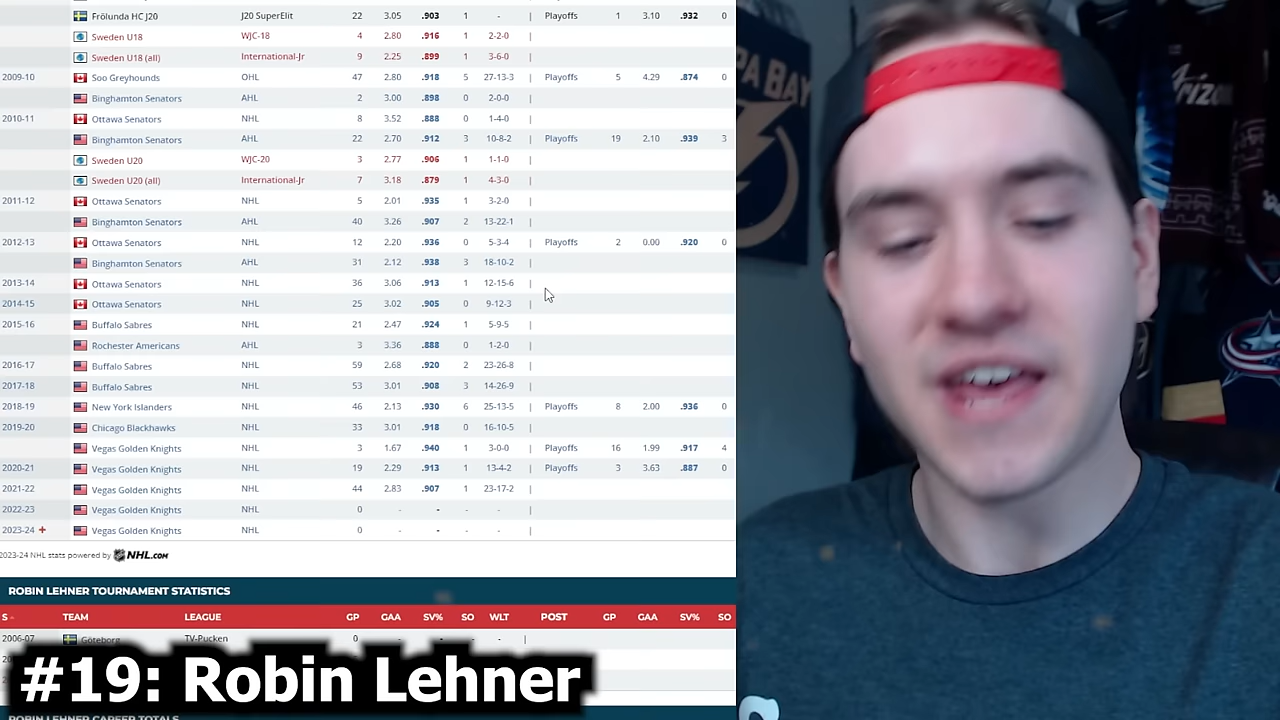 Frölunda HC J20 J20 SuperElit 22 3.05 .903 1 - | Playoffs 1 3.10 .932 0
Sweden U18 WJC-18 4 2.80 .916 1 2-2-0 |
Sweden U18 (all) International-Jr 9 2.25 .899 1 3-6-0 |
2009-10 Soo Greyhounds OHL 47 2.80 .918 5 27-13-3 | Playoffs 5 4.29 .874 0
Binghamton Senators AHL 2 3.00 .898 0 2-0-0 |
2010-11 Ottawa Senators NHL 8 3.52 .888 0 1-4-0 |
Binghamton Senators AHL 22 2.70 .912 3 10-8-2 | Playoffs 19 2.10 .939 3
Sweden U20 WJC-20 3 2.77 .906 1 1-1-0 |
Sweden U20 (all) International-Jr 7 3.18 .879 1 4-3-0 |
2011-12 Ottawa Senators NHL 5 2.01 .935 1 3-2-0 |
Binghamton Senators AHL 40 3.26 .907 2 13-22-1 |
2012-13 Ottawa Senators NHL 12 2.20 .936 0 5-3-4 | Playoffs 2 0.00 .920 0
Binghamton Senators AHL 31 2.12 .938 3 18-10-2 |
2013-14 Ottawa Senators NHL 36 3.06 .913 1 12-15-6 |
2014-15 Ottawa Senators NHL 25 3.02 .905 0 9-12-3 |
2015-16 Buffalo Sabres NHL 21 2.47 .924 1 5-9-5 |
Rochester Americans AHL 3 3.36 .888 0 1-2-0 |
2016-17 Buffalo Sabres NHL 59 2.68 .920 2 23-26-8 |
2017-18 Buffalo Sabres NHL 53 3.01 .908 3 14-26-9 |
2018-19 New York Islanders NHL 46 2.13 .930 6 25-13-5 | Playoffs 8 2.00 .936 0
2019-20 Chicago Blackhawks NHL 33 3.01 .918 0 16-10-5 |
Vegas Golden Knights NHL 3 1.67 .940 1 3-0-0 | Playoffs 16 1.99 .917 4
2020-21 Vegas Golden Knights NHL 19 2.29 .913 1 13-4-2 | Playoffs 3 3.63 .887 0
2021-22 Vegas Golden Knights NHL 44 2.83 .907 1 23-17-2 |
2022-23 Vegas Golden Knights NHL 0 - - - - |
2023-24 + Vegas Golden Knights NHL 0 - - - - |
2023-24 NHL stats powered by NHL.COM
ROBIN LEHNER TOURNAMENT STATISTICS
S TEAM LEAGUE GP GAA SV% SO WLT POST GP GAA SV% SO
2006-07 Göteborg TV-Pucken 0 - - - - |
#19: Robin Lehner
ROBIN LEHNER CAREER TOTALS
PA BAY